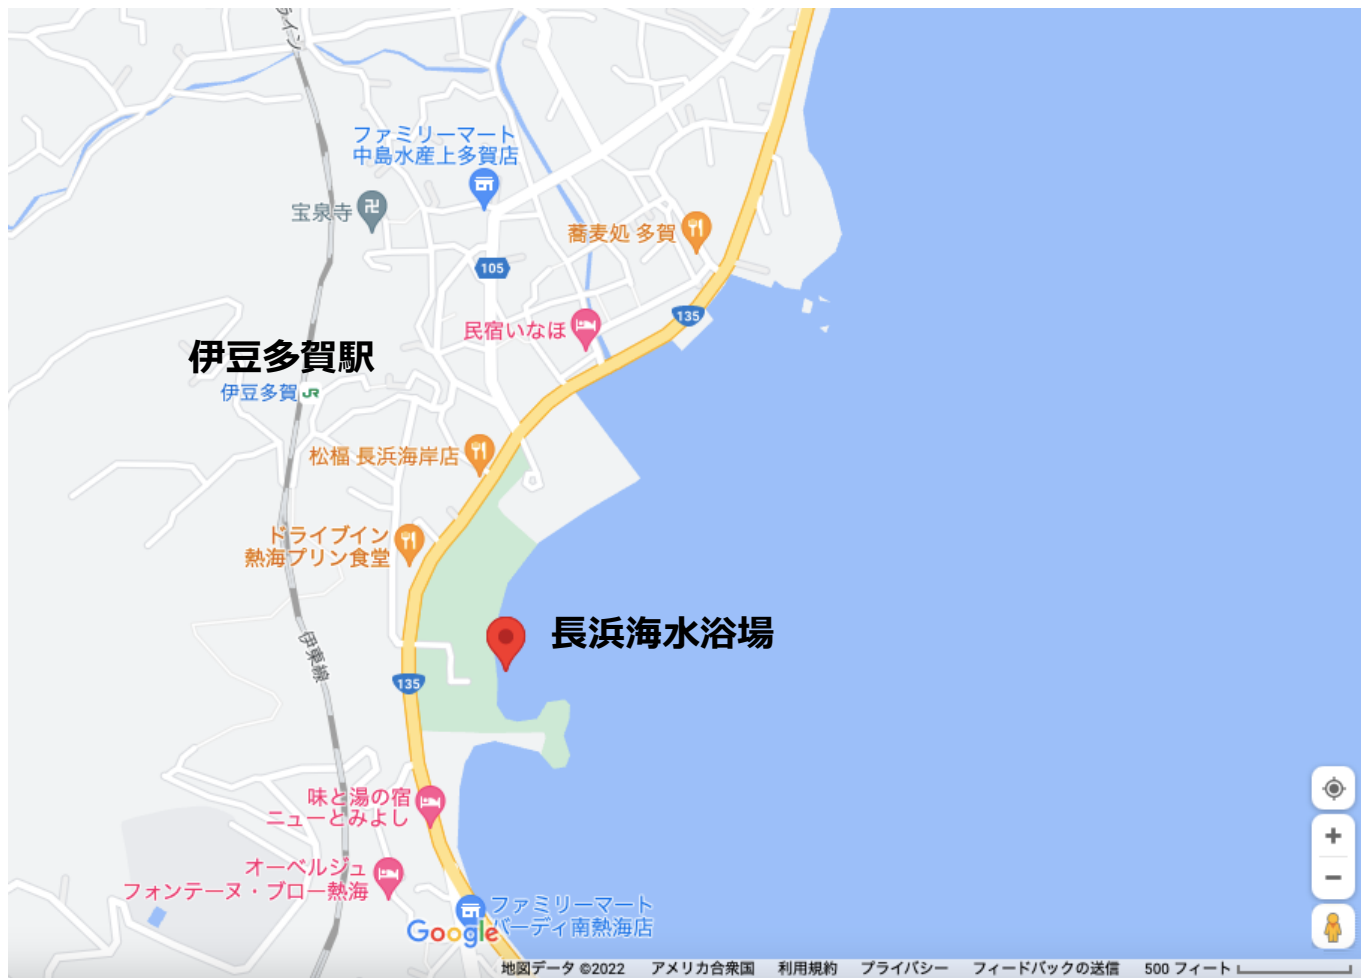 ライン
ファミリーマート
中島水産上多賀店
宝泉寺
蕎麦処 多賀
105
135
民宿いなほ
伊豆多賀駅
伊豆多賀
JR
松福 長浜海岸店
ドライブイン
熱海プリン食堂
長浜海水浴場
伊東線
135
味と湯の宿
ニューとみよし
オーベルジュ
フォンテーヌ・ブロー熱海
ファミリーマート
バーディ南熱海店
Google
地図データ ©2022 アメリカ合衆国 利用規約 プライバシー フィードバックの送信 500 フィート